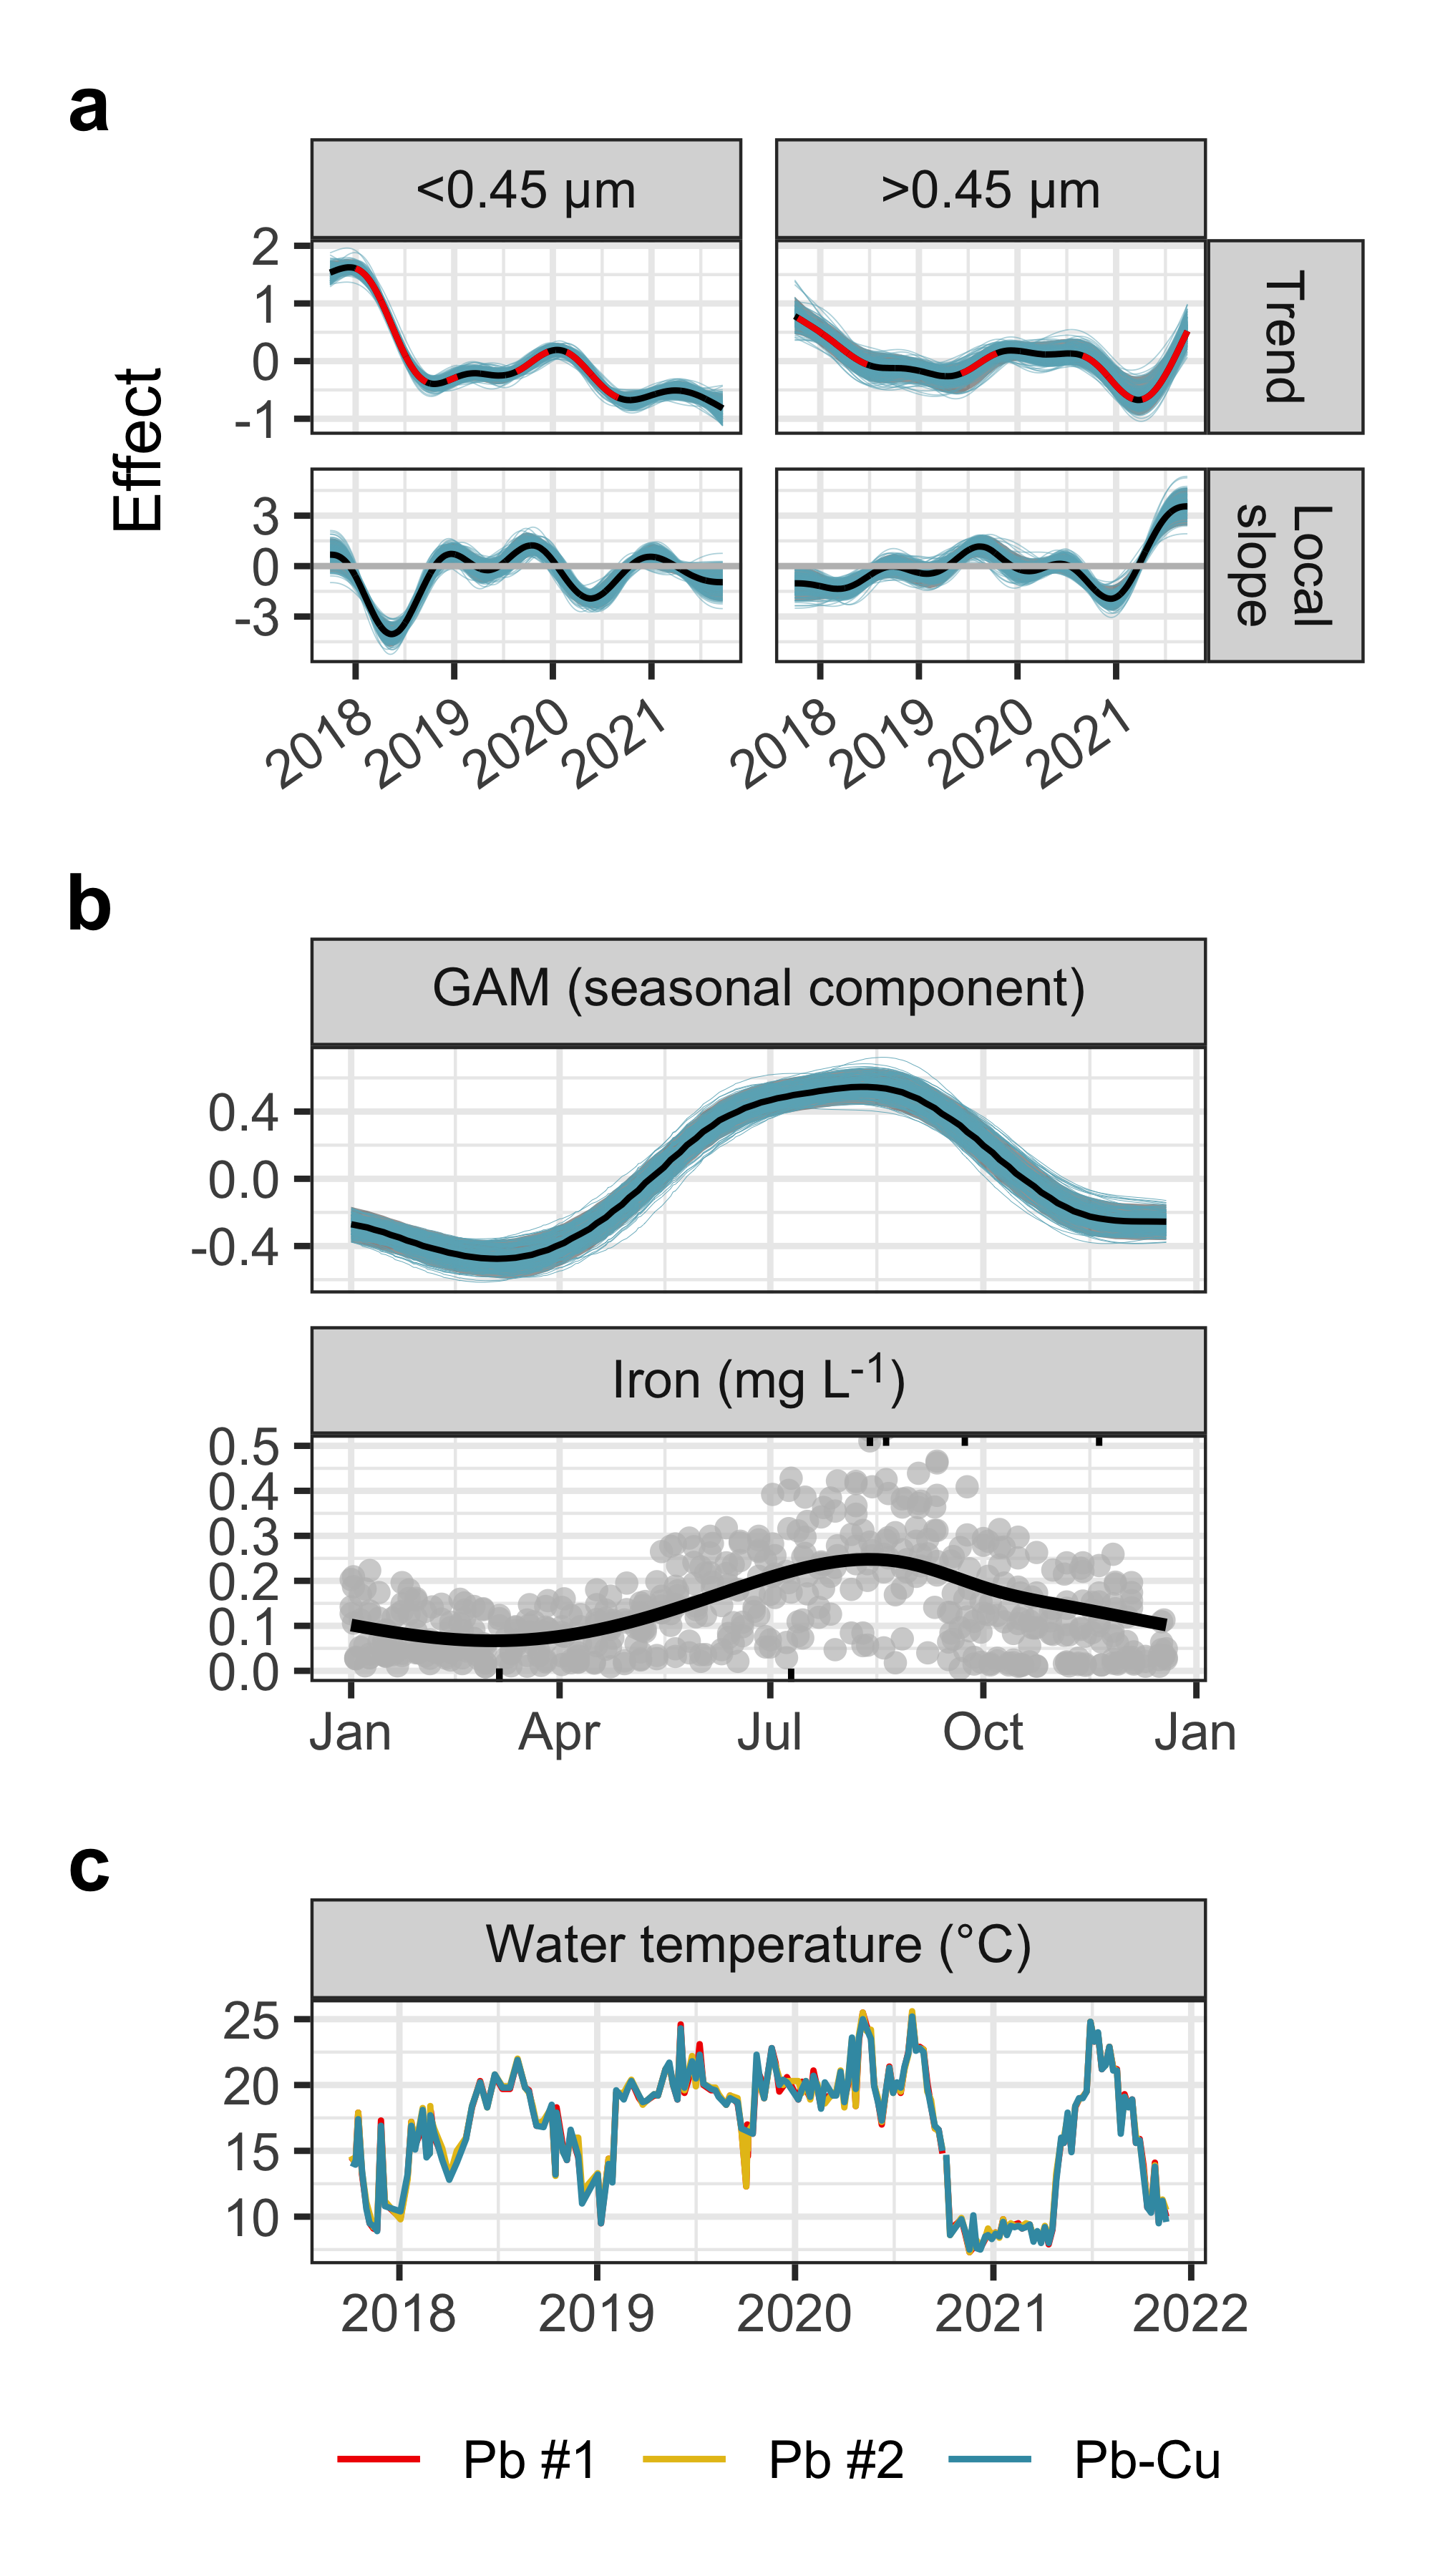 a
<0.45 µm
>0.45 µm
2
1
0
-1
Trend
Effect
3
0
-3
Local
slope
2018
2019
2020
2021
2018
2019
2020
2021
b
GAM (seasonal component)
0.4
0.0
-0.4
Iron (mg L-1)
0.5
0.4
0.3
0.2
0.1
0.0
Jan
Apr
Jul
Oct
Jan
c
Water temperature (°C)
25
20
15
10
2018
2019
2020
2021
2022
Pb #1
Pb #2
Pb-Cu